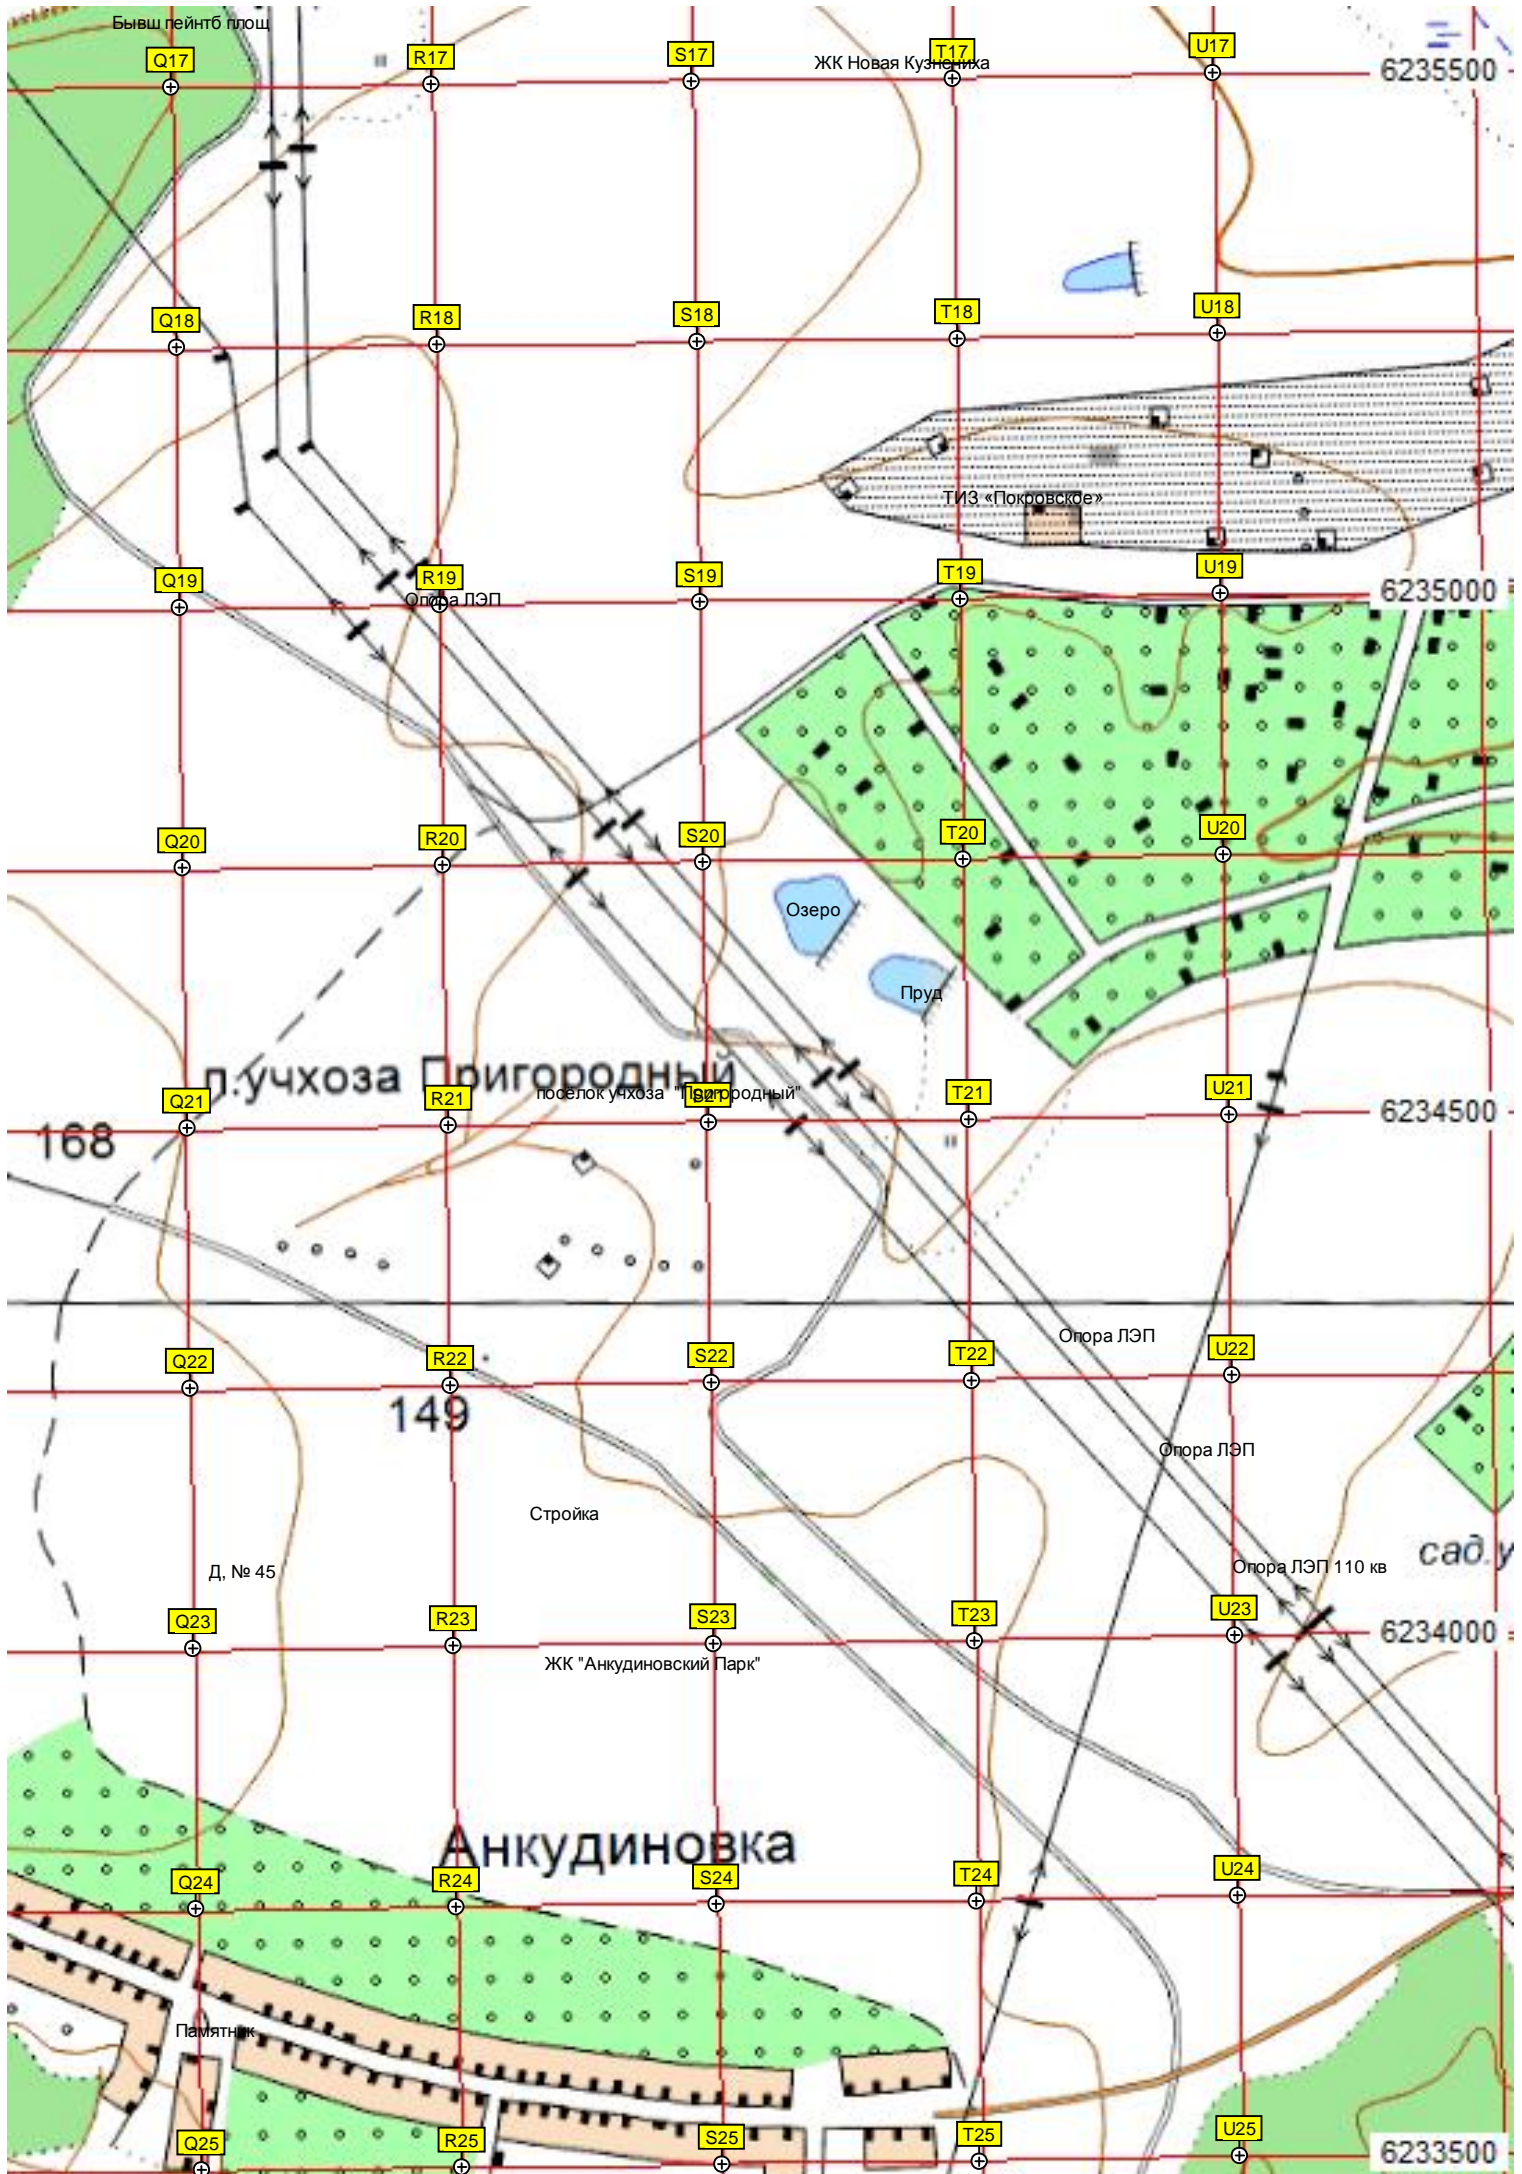 Бывш пейнтб площ
Q17
R17
S17
T17
U17
ЖК Новая Кузнечиха
6235500
Q18
R18
S18
T18
U18
ТИЗ «Покровское»
Q19
R19
S19
T19
U19
6235000
Опора ЛЭП
Q20
R20
S20
T20
U20
Озеро
Пруд
п.учхоза Пригородный
посёлок учхоза "Пригородный"
Q21
R21
S21
T21
U21
6234500
168
Опора ЛЭП
Q22
R22
S22
T22
U22
149
Опора ЛЭП
Стройка
сад.у
Д, № 45
Опора ЛЭП 110 кв
Q23
R23
S23
T23
U23
6234000
ЖК "Анкудиновский Парк"
Анкудиновка
Q24
R24
S24
T24
U24
Памятник
Q25
R25
S25
T25
U25
6233500